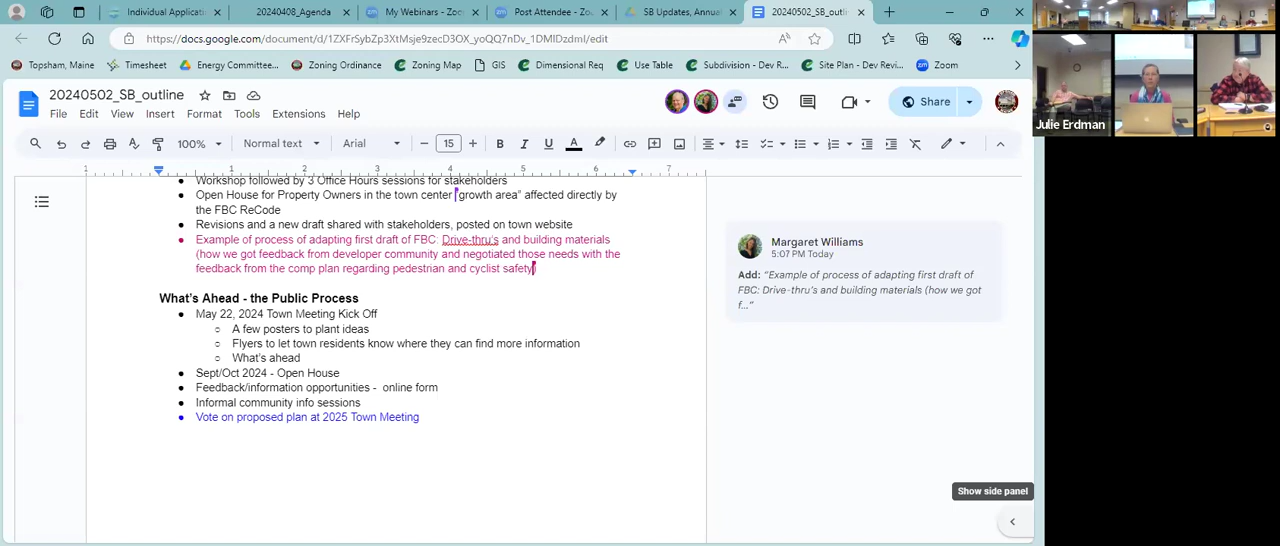 Individual Applicati
20240408_Agenda
My Webinars - Zoo
Post Attendee - Zo
SB Updates, Annua
20240502_SB_outli
https://docs.google.com/document/d/
/edit
Topsham, Maine
Timesheet
Energy Committee...
Zoning Ordinance
Zoning Map
GIS
Dimensional Req
Use Table
Subdivision - Dev R...
Site Plan - Dev Revi...
Zoom
20240502_SB_outline
File Edit View Insert Format Tools Extensions Help
Share
100%
Normal text
Arial
15
B I U A
1 1 2 3 4 5 6 7
Workshop followed by 3 Office Hours sessions for stakeholders
Open House for Property Owners in the town center "growth area" affected directly by
the FBC ReCode
Revisions and a new draft shared with stakeholders, posted on town website
Example of process of adapting first draft of FBC: Drive-thru's and building materials
(how we got feedback from developer community and negotiated those needs with the
feedback from the comp plan regarding pedestrian and cyclist safety)
What's Ahead - the Public Process
May 22, 2024 Town Meeting Kick Off
A few posters to plant ideas
Flyers to let town residents know where they can find more information
What's ahead
Sept/Oct 2024 - Open House
Feedback/information opportunities - online form
Informal community info sessions
Vote on proposed plan at 2025 Town Meeting
Margaret Williams
5:07 PM Today
Add: "Example of process of adapting first draft of
FBC: Drive-thru's and building materials (how we got
f..."
Show side panel
Julie Erdman